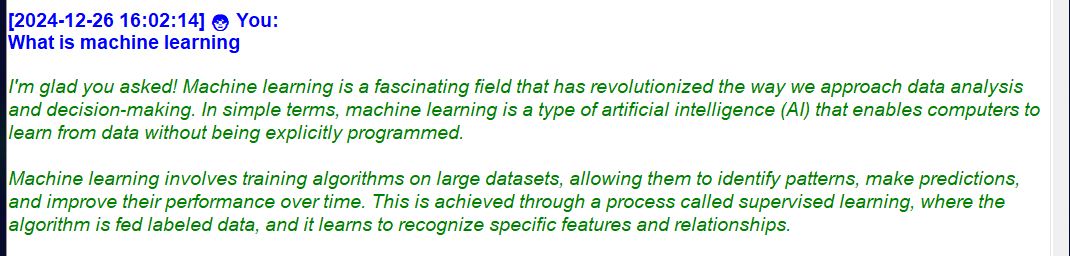 [2024-12-26 16:02:14] You:
What is machine learning
I'm glad you asked! Machine learning is a fascinating field that has revolutionized the way we approach data analysis
and decision-making. In simple terms, machine learning is a type of artificial intelligence (AI) that enables computers to
learn from data without being explicitly programmed.
Machine learning involves training algorithms on large datasets, allowing them to identify patterns, make predictions,
and improve their performance over time. This is achieved through a process called supervised learning, where the
algorithm is fed labeled data, and it learns to recognize specific features and relationships.